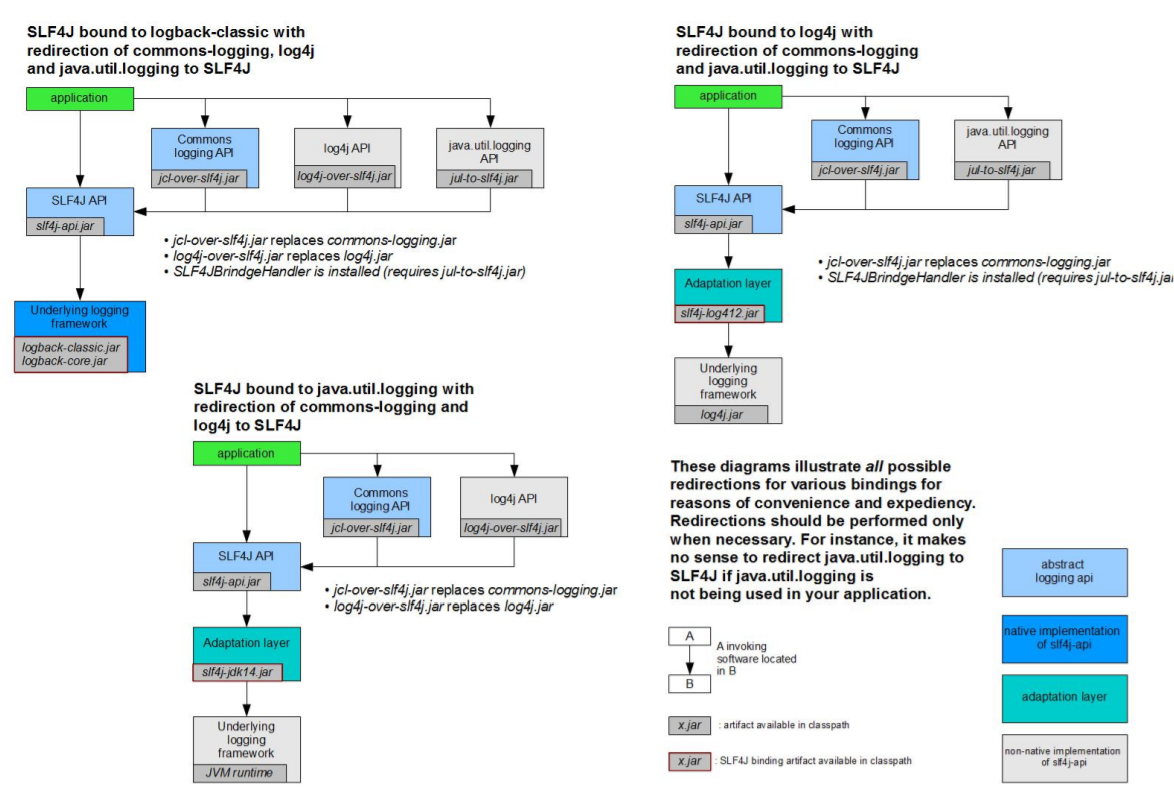 SLF4J bound to logback-classic with
redirection of commons-logging, log4j
and java.util.logging to SLF4J
application
Commons
logging API
jcl-over-slf4j.jar
log4j API
log4j-over-slf4j.jar
java.util.logging
API
jul-to-slf4j.jar
SLF4J API
slf4j-api.jar
• jcl-over-slf4j.jar replaces commons-logging.jar
• log4j-over-slf4j.jar replaces log4j.jar
• SLF4JBrindgeHandler is installed (requires jul-to-slf4j.jar)
Underlying logging
framework
logback-classic.jar
logback-core.jar
SLF4J bound to log4j with
redirection of commons-logging
and java.util.logging to SLF4J
application
Commons
logging API
jcl-over-slf4j.jar
java.util.logging
API
jul-to-slf4j.jar
SLF4J API
slf4j-api.jar
• jcl-over-slf4j.jar replaces commons-logging.jar
• SLF4JBrindgeHandler is installed (requires jul-to-slf4j.jar
Adaptation layer
slf4j-log412.jar
Underlying
logging
framework
log4j.jar
SLF4J bound to java.util.logging with
redirection of commons-logging and
log4j to SLF4J
application
Commons
logging API
jcl-over-slf4j.jar
log4j API
log4j-over-slf4j.jar
SLF4J API
slf4j-api.jar
• jcl-over-slf4j.jar replaces commons-logging.jar
• log4j-over-slf4j.jar replaces log4j.jar
Adaptation layer
slf4j-jdk14.jar
Underlying
logging
framework
JVM runtime
These diagrams illustrate all possible
redirections for various bindings for
reasons of convenience and expediency.
Redirections should be performed only
when necessary. For instance, it makes
no sense to redirect java.util.logging to
SLF4J if java.util.logging is
not being used in your application.
A
B
A invoking
software located
in B
x.jar : artifact available in classpath
x.jar : SLF4J binding artifact available in classpath
abstract
logging api
native implementation
of slf4j-api
adaptation layer
non-native implementation
of slf4j-api